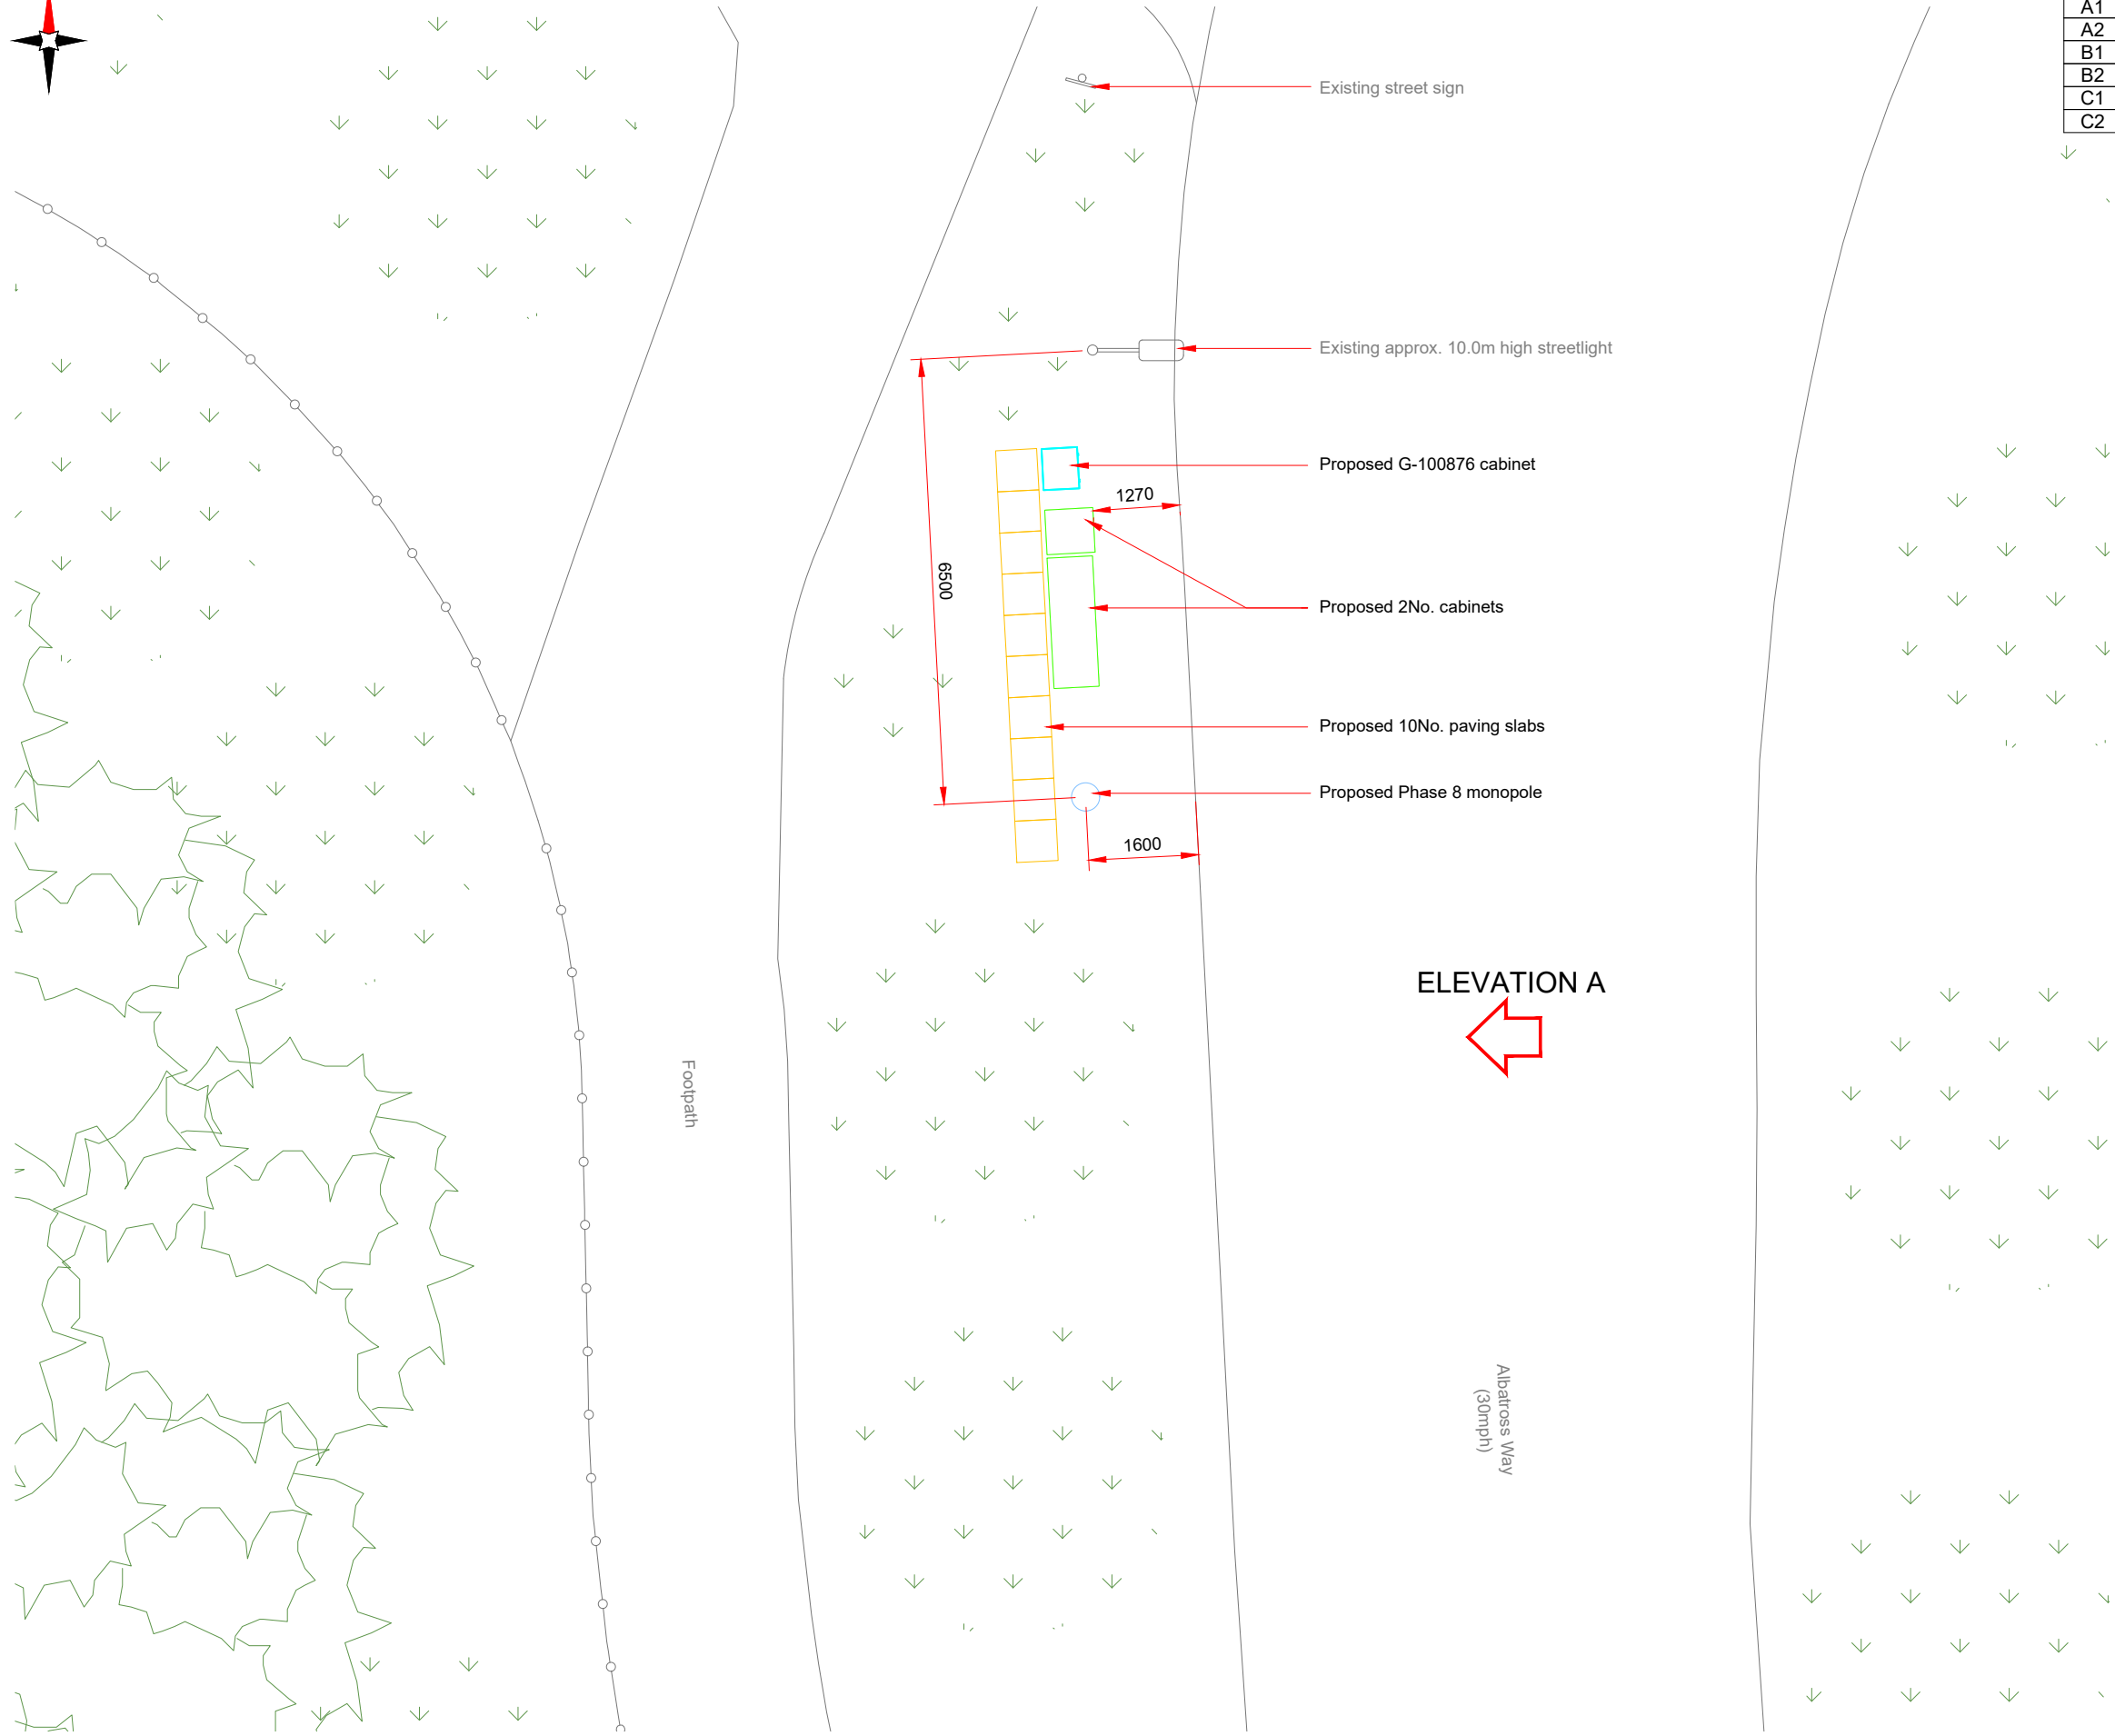 A1
A2
B1
B2
C1
C2
Existing street sign
Existing approx. 10.0m high streetlight
Proposed G-100876 cabinet
1270
6500
Proposed 2No. cabinets
Proposed 10No. paving slabs
Proposed Phase 8 monopole
1600
ELEVATION A
Footpath
Albatross Way
(30mph)